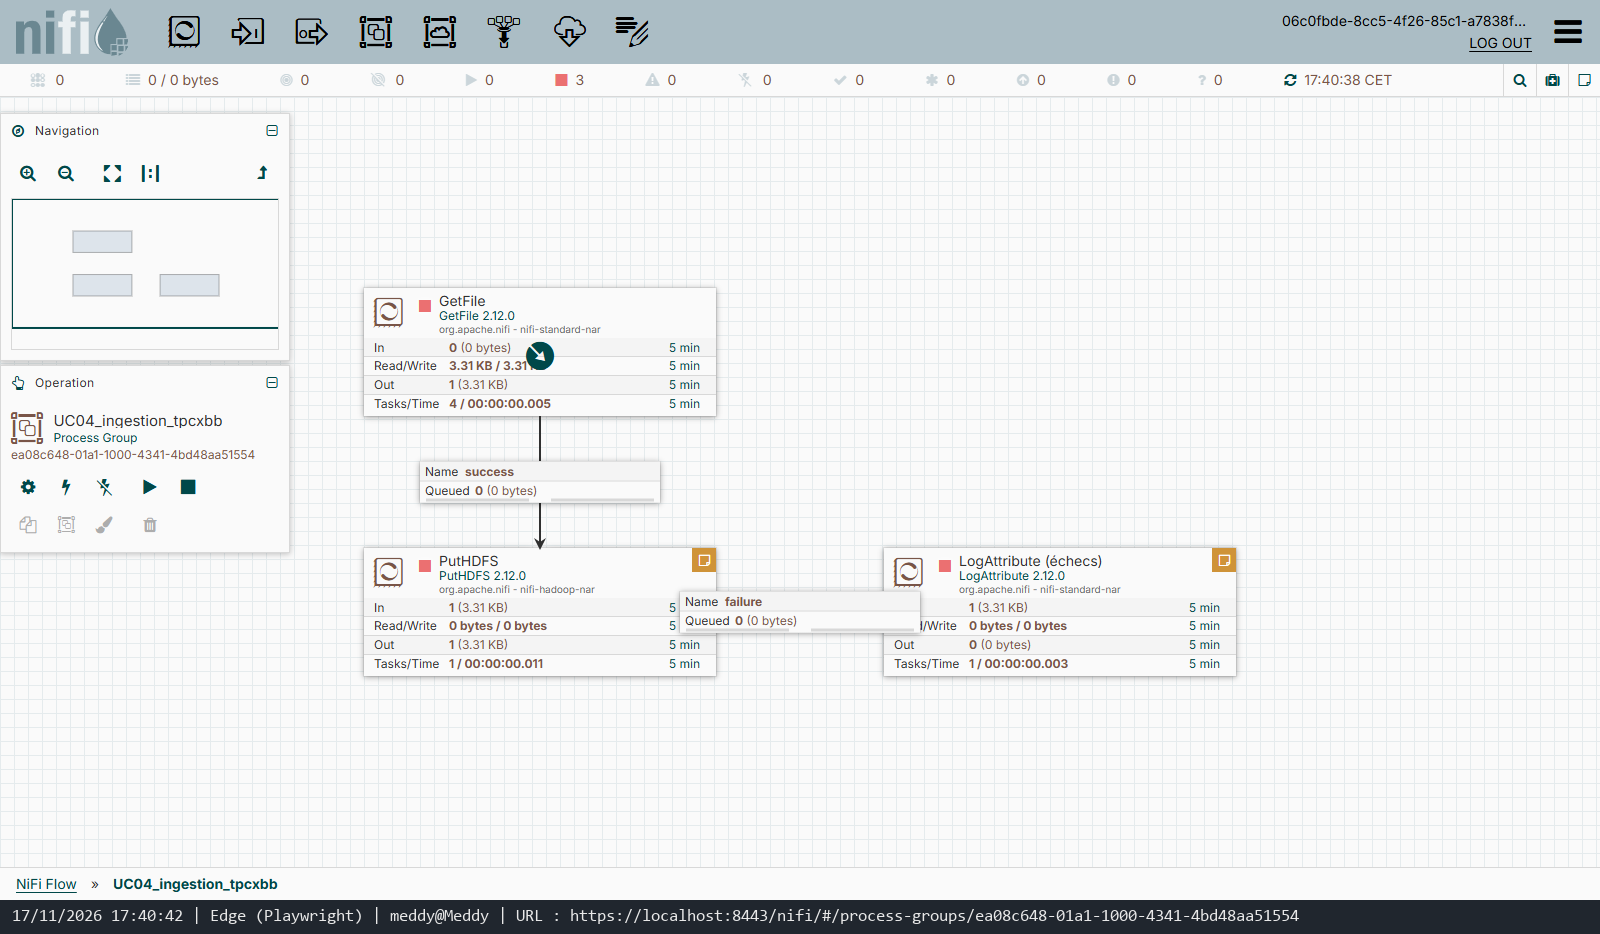 nifi
06c0fbde-8cc5-4f26-85c1-a7838f...
LOG OUT
0 0 / 0 bytes 0 0 0 3 0 0 0 0 0 0 ? 0 17:40:38 CET
Navigation
Operation
UC04_ingestion_tpcxbb
Process Group
ea08c648-01a1-1000-4341-4bd48aa51554
GetFile
GetFile 2.12.0
org.apache.nifi - nifi-standard-nar
In 0 (0 bytes) 5 min
Read/Write 3.31 KB / 3.31 5 min
Out 1 (3.31 KB) 5 min
Tasks/Time 4 / 00:00:00.005 5 min
Name success
Queued 0 (0 bytes)
PutHDFS
PutHDFS 2.12.0
org.apache.nifi - nifi-hadoop-nar
In 1 (3.31 KB) 5
Read/Write 0 bytes / 0 bytes 5
Out 1 (3.31 KB) 5 min
Tasks/Time 1 / 00:00:00.011 5 min
Name failure
Queued 0 (0 bytes)
LogAttribute (échecs)
LogAttribute 2.12.0
org.apache.nifi - nifi-standard-nar
1 (3.31 KB) 5 min
/Write 0 bytes / 0 bytes 5 min
Out 0 (0 bytes) 5 min
Tasks/Time 1 / 00:00:00.003 5 min
NiFi Flow » UC04_ingestion_tpcxbb
17/11/2026 17:40:42 | Edge (Playwright) | meddy@Meddy | URL : https://localhost:8443/nifi/#/process-groups/ea08c648-01a1-1000-4341-4bd48aa51554